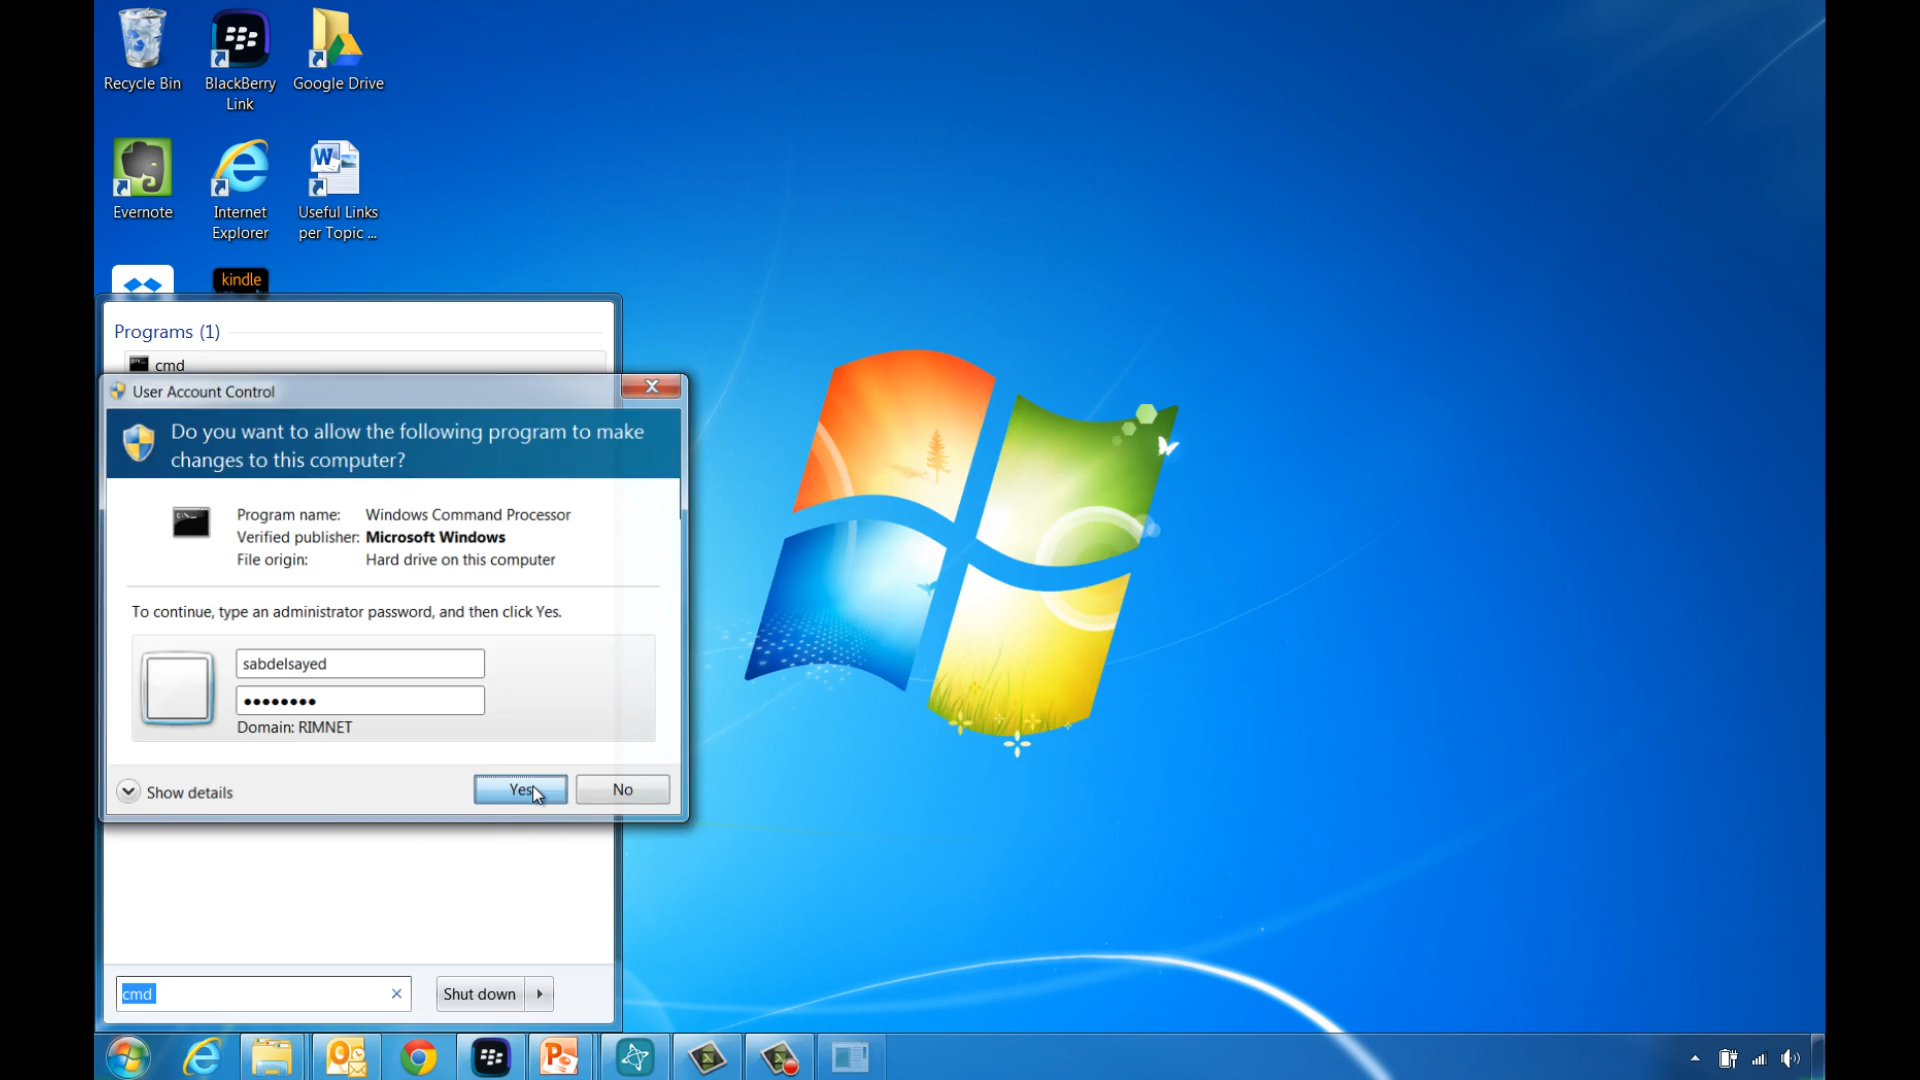 Recycle Bin
BlackBerry
Link
Google Drive
Evernote
Internet
Explorer
Useful Links
per Topic ...
kindle
Programs (1)
cmd
User Account Control
Do you want to allow the following program to make
changes to this computer?
Program name: Windows Command Processor
Verified publisher: Microsoft Windows
File origin: Hard drive on this computer
To continue, type an administrator password, and then click Yes.
sabdelsayed
Domain: RIMNET
Show details
Yes
No
cmd
Shut down